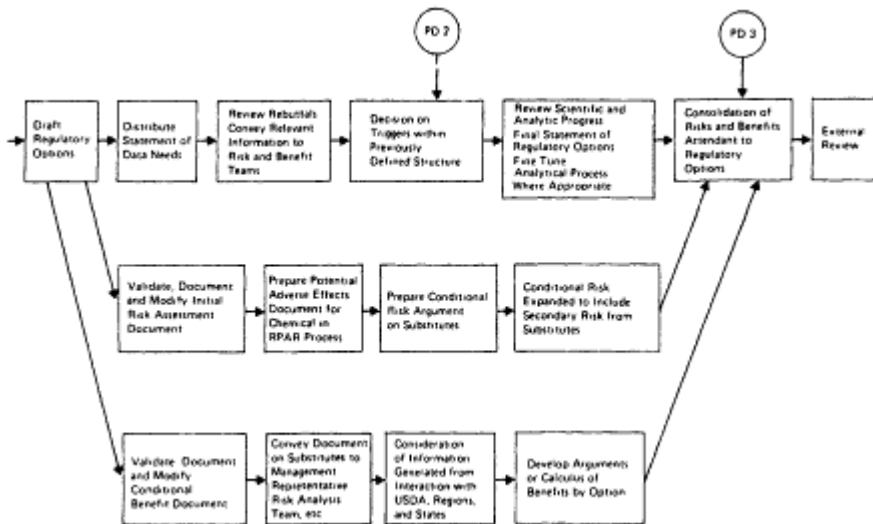 PD 2
PD 3
Draft
Regulatory
Options
Distribute
Statement of
Data Needs
Review Rebuttals
Convey Relevant
Information to
Risk and Benefit
Teams
Decision on
Triggers within
Previously
Defined Structure
Review Scientific and
Analytic Progress
Final Statement of
Regulatory Options
Fine Tune
Analytical Process
Where Appropriate
Consolidation of
Risks and Benefits
Attendant to
Regulatory
Options
External
Review
Validate, Document
and Modify Initial
Risk Assessment
Document
Prepare Potential
Adverse Effects
Document for
Chemical in
RPAR Process
Prepare Conditional
Risk Argument
on Substitutes
Conditional Risk
Expanded to Include
Secondary Risk from
Substitutes
Validate Document
and Modify
Conditional
Benefit Document
Convey Document
on Substitutes to
Management
Representative
Risk Analysis
Team, etc
Consideration
of Information
Generated from
Interaction with
USDA, Regions,
and States
Develop Arguments
or Calculus of
Benefits by Option